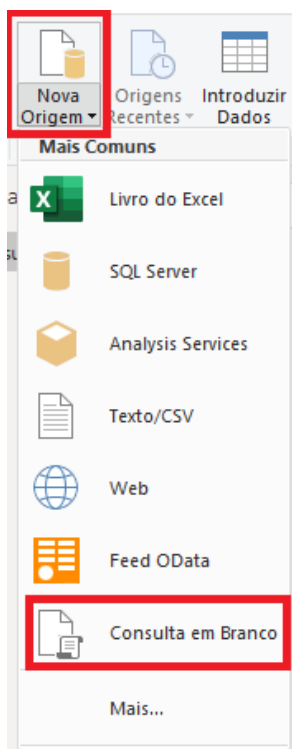 Nova Origem
Origens Recentes
Introduzir Dados
Mais Comuns
Livro do Excel
SQL Server
Analysis Services
Texto/CSV
Web
Feed OData
Consulta em Branco
Mais...